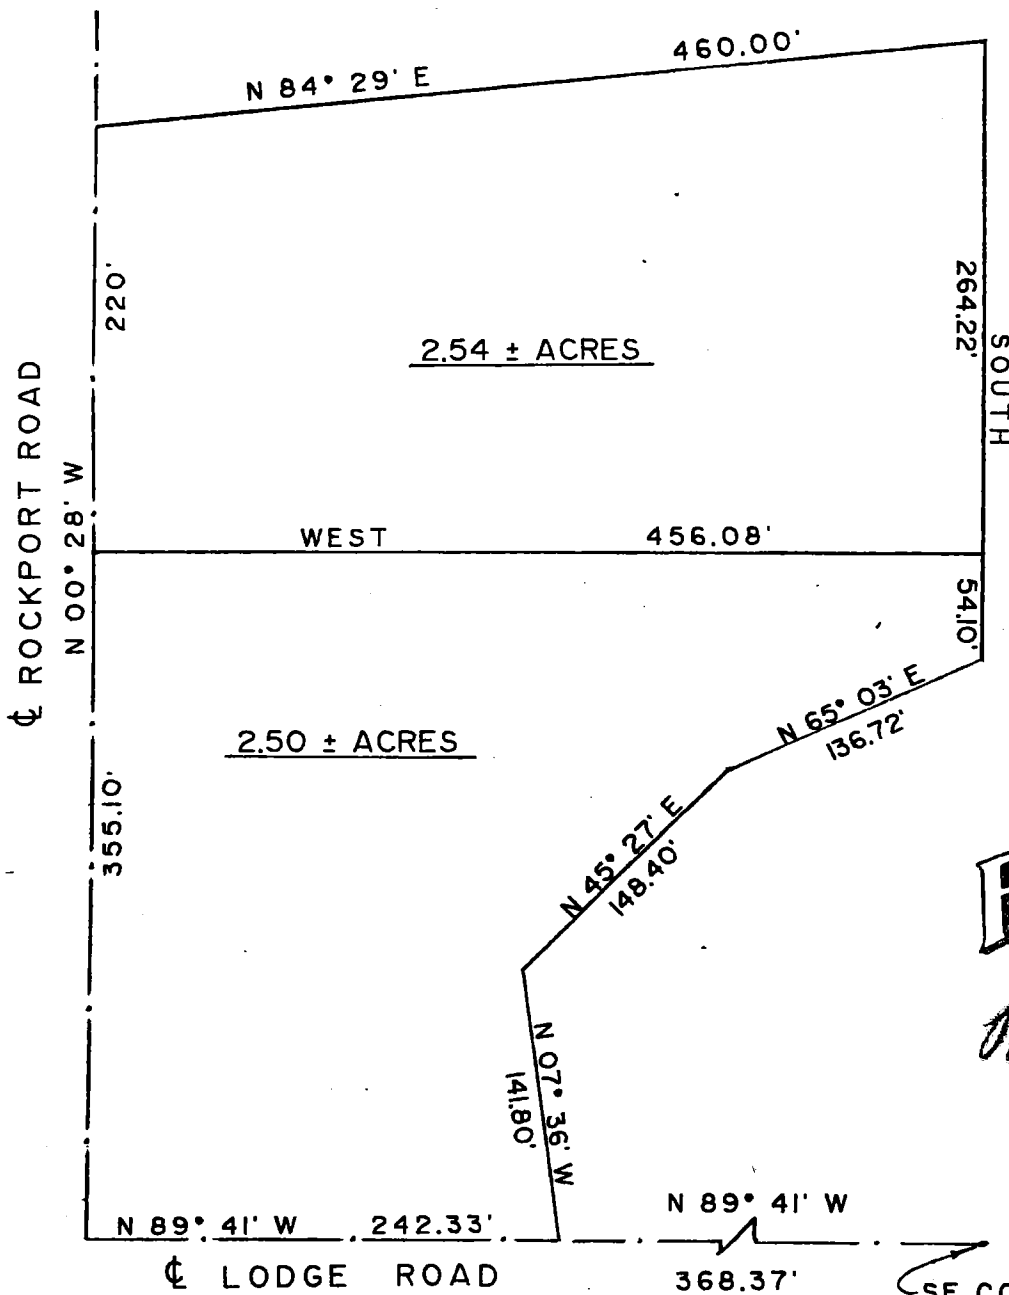 N 84° 29' E
460.00'
220'
264.22'
SOUTH
2.54 ± ACRES
℄ ROCKPORT ROAD
N 00° 28' W
WEST
456.08'
54.10'
N 65° 03' E
136.72'
2.50 ± ACRES
355.10'
N 45° 27' E
148.40'
N 07° 36' W
141.80'
N 89° 41' W
242.33'
N 89° 41' W
℄ LODGE ROAD
368.37'